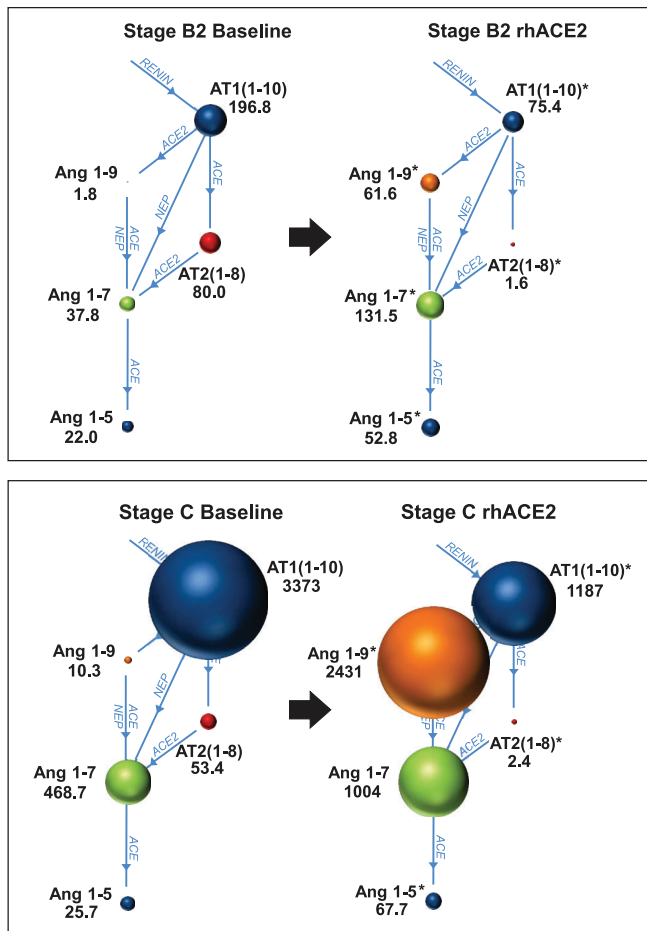 Stage B2 Baseline
RENIN
AT1(1-10)
196.8
ACE2
ACE
Ang 1-9
1.8
NEP
ACE
NEP
ACE2
AT2(1-8)
80.0
Ang 1-7
37.8
ACE
Ang 1-5
22.0
Stage B2 rhACE2
RENIN
AT1(1-10)*
75.4
ACE2
ACE
Ang 1-9*
61.6
NEP
ACE
NEP
ACE2
AT2(1-8)*
1.6
Ang 1-7*
131.5
ACE
Ang 1-5*
52.8
Stage C Baseline
RENIN
AT1(1-10)
3373
Ang 1-9
10.3
NEP
ACE
NEP
ACE2
AT2(1-8)
53.4
Ang 1-7
468.7
ACE
Ang 1-5
25.7
Stage C rhACE2
RENIN
AT1(1-10)*
1187
ACE
Ang 1-9*
2431
NEP
ACE2
AT2(1-8)*
2.4
Ang 1-7
1004
ACE
Ang 1-5*
67.7